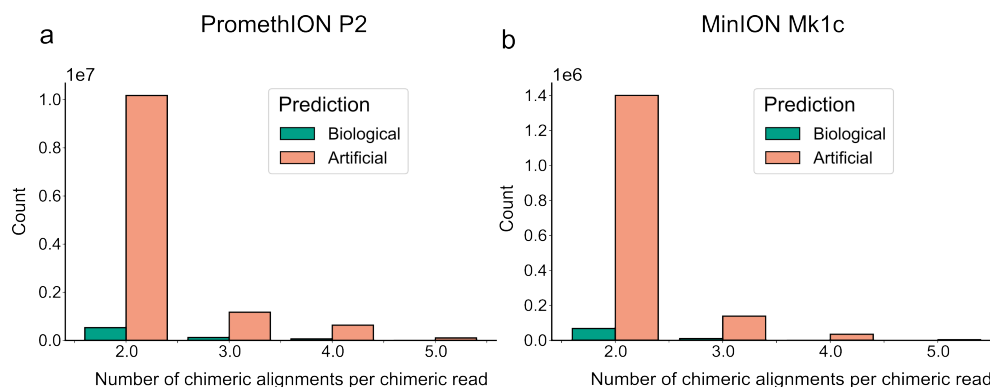 a
PromethION P2
1e7
1.0
0.8
0.6
0.4
0.2
0.0
Count
Prediction
Biological
Artificial
2.0 3.0 4.0 5.0
Number of chimeric alignments per chimeric read
b
MinION Mk1c
1e6
1.4
1.2
1.0
0.8
0.6
0.4
0.2
0.0
Count
Prediction
Biological
Artificial
2.0 3.0 4.0 5.0
Number of chimeric alignments per chimeric read